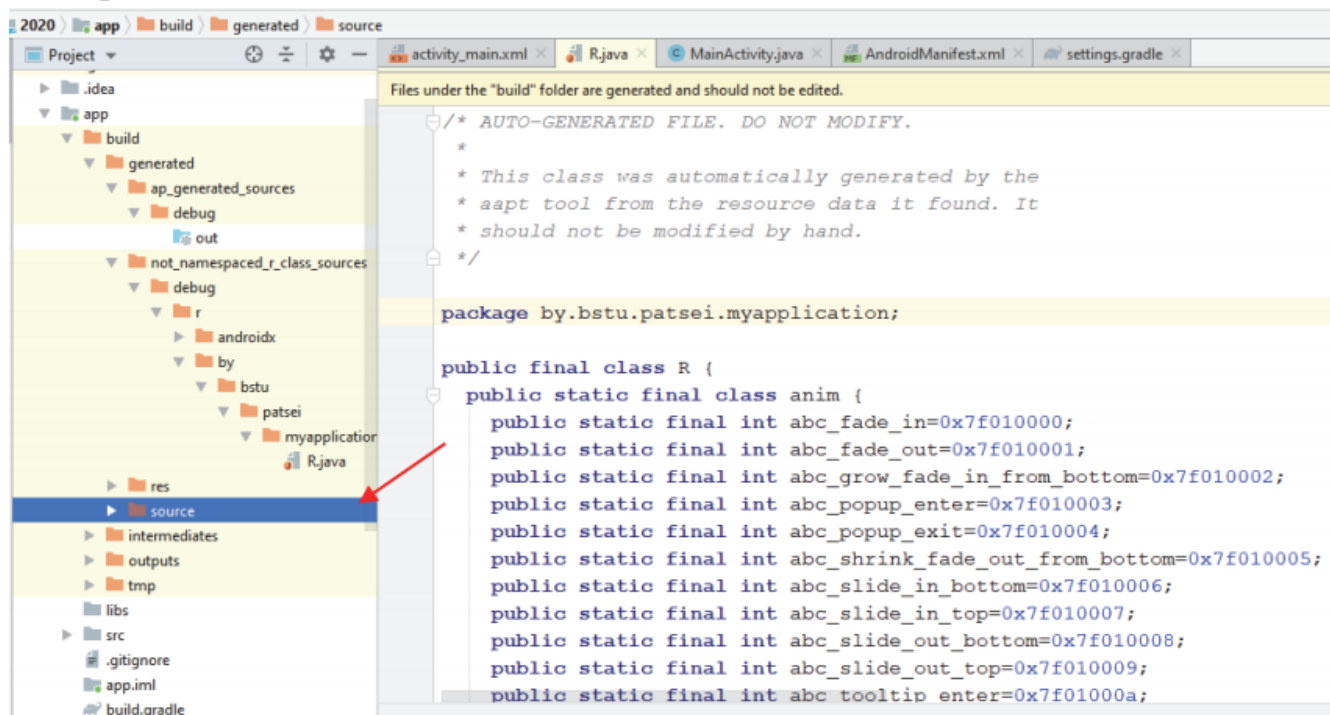 2020 app build generated source
Project
activity_main.xml R.java MainActivity.java AndroidManifest.xml settings.gradle
.idea
app
build
generated
ap_generated_sources
debug
out
not_namespaced_r_class_sources
debug
r
androidx
by
bstu
patsei
myapplication
R.java
res
source
intermediates
outputs
tmp
libs
src
.gitignore
app.iml
build.gradle
Files under the "build" folder are generated and should not be edited.
/* AUTO-GENERATED FILE. DO NOT MODIFY.
*
* This class was automatically generated by the
* aapt tool from the resource data it found. It
* should not be modified by hand.
*/
package by.bstu.patsei.myapplication;
public final class R {
public static final class anim {
public static final int abc_fade_in=0x7f010000;
public static final int abc_fade_out=0x7f010001;
public static final int abc_grow_fade_in_from_bottom=0x7f010002;
public static final int abc_popup_enter=0x7f010003;
public static final int abc_popup_exit=0x7f010004;
public static final int abc_shrink_fade_out_from_bottom=0x7f010005;
public static final int abc_slide_in_bottom=0x7f010006;
public static final int abc_slide_in_top=0x7f010007;
public static final int abc_slide_out_bottom=0x7f010008;
public static final int abc_slide_out_top=0x7f010009;
public static final int abc_tooltip_enter=0x7f01000a;